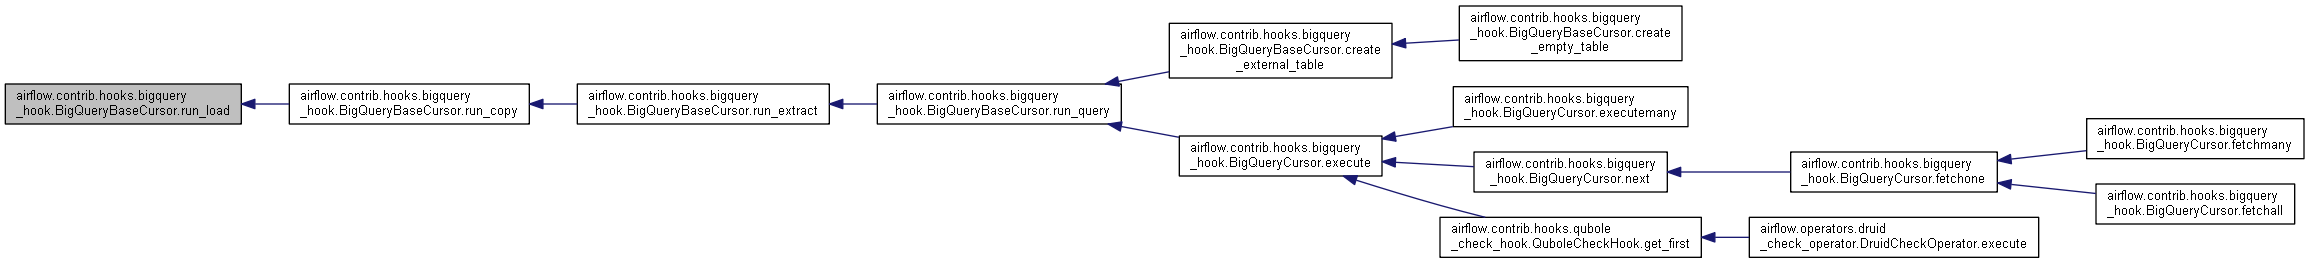 airflow.contrib.hooks.bigquery
_hook.BigQueryBaseCursor.run_load
airflow.contrib.hooks.bigquery
_hook.BigQueryBaseCursor.run_copy
airflow.contrib.hooks.bigquery
_hook.BigQueryBaseCursor.run_extract
airflow.contrib.hooks.bigquery
_hook.BigQueryBaseCursor.run_query
airflow.contrib.hooks.bigquery
_hook.BigQueryBaseCursor.create
_external_table
airflow.contrib.hooks.bigquery
_hook.BigQueryBaseCursor.create
_empty_table
airflow.contrib.hooks.bigquery
_hook.BigQueryCursor.execute
airflow.contrib.hooks.bigquery
_hook.BigQueryCursor.executemany
airflow.contrib.hooks.bigquery
_hook.BigQueryCursor.next
airflow.contrib.hooks.bigquery
_hook.BigQueryCursor.fetchone
airflow.contrib.hooks.bigquery
_hook.BigQueryCursor.fetchmany
airflow.contrib.hooks.bigquery
_hook.BigQueryCursor.fetchall
airflow.contrib.hooks.qubole
_check_hook.QuboleCheckHook.get_first
airflow.operators.druid
_check_operator.DruidCheckOperator.execute